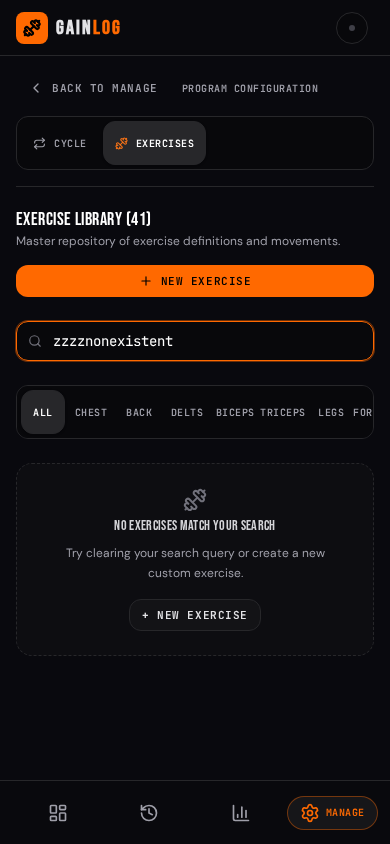 GAINLOG
BACK TO MANAGE PROGRAM CONFIGURATION
CYCLE EXERCISES
EXERCISE LIBRARY (41)
Master repository of exercise definitions and movements.
+ NEW EXERCISE
zzzznonexistent
ALL CHEST BACK DELTS BICEPS TRICEPS LEGS FOR
NO EXERCISES MATCH YOUR SEARCH
Try clearing your search query or create a new
custom exercise.
+ NEW EXERCISE
MANAGE